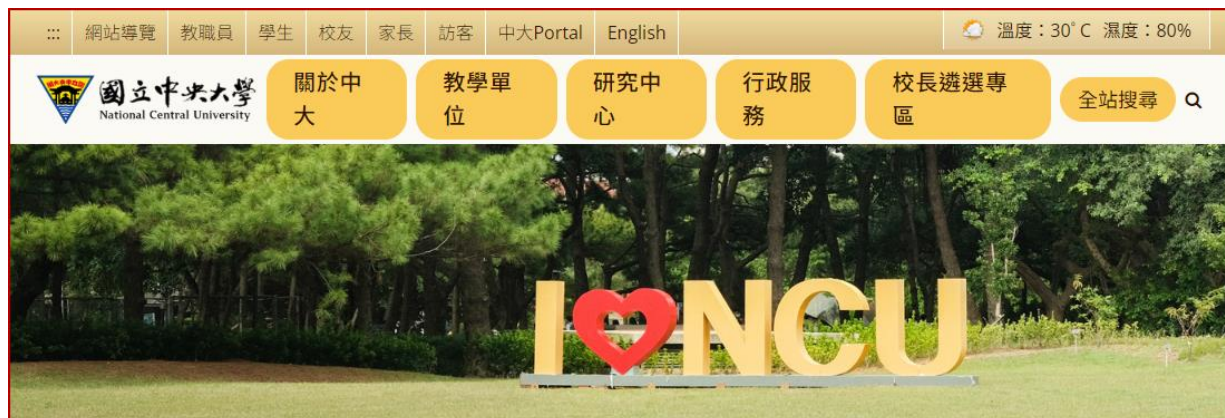 ::: 網站導覽 教職員 學生 校友 家長 訪客 中大Portal English 溫度：30°C 濕度：80%
國立中央大學
National Central University
關於中
大
教學單
位
研究中
心
行政服
務
校長遴選專
區
全站搜尋
I NCU